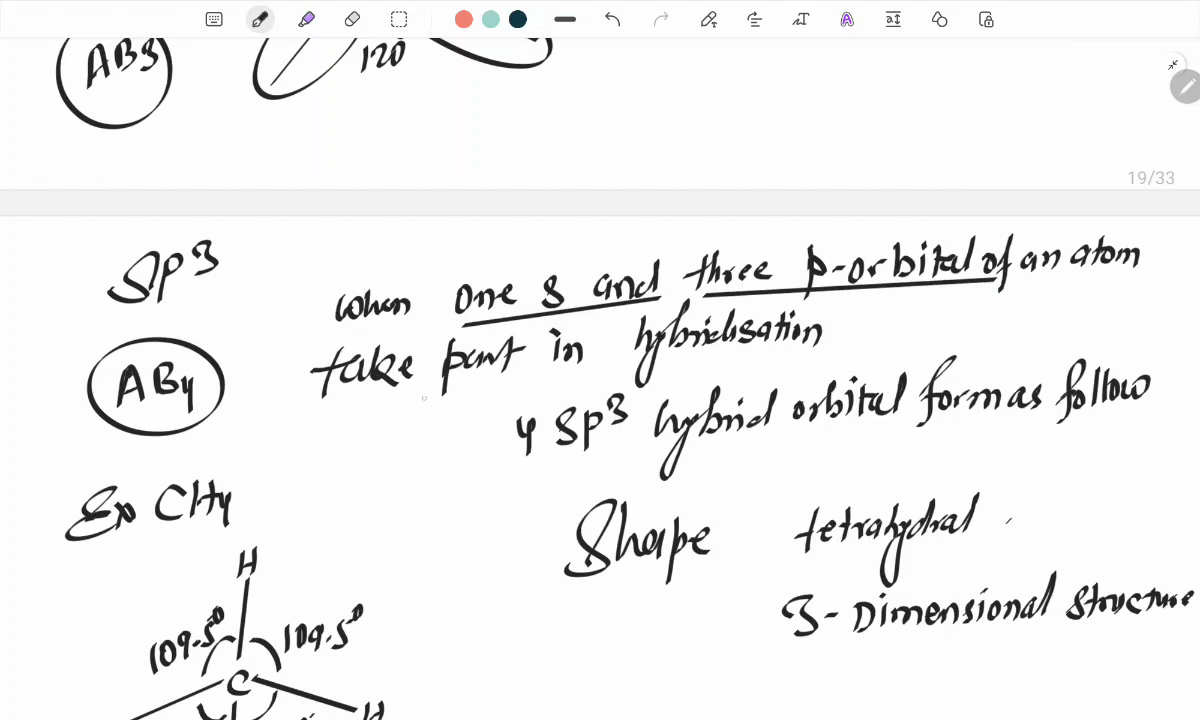 AB3
120
19/33
SP3
when one s and three p-orbital of an atom
take part in hybridisation
AB4
4 SP3 hybrid orbital form as follow
Ex CH4
Shape tetrahydral
3-Dimensional structure
H
109.5° 109.5°
C
H